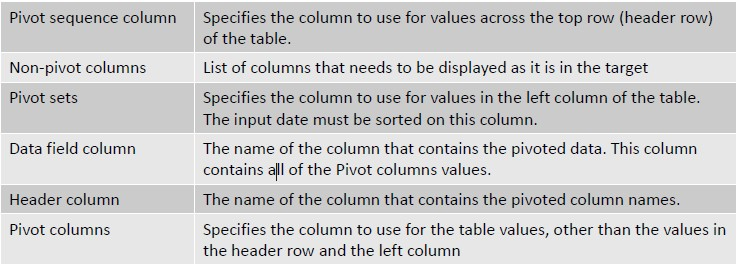 Pivot sequence column Specifies the column to use for values across the top row (header row)
of the table.
Non-pivot columns List of columns that needs to be displayed as it is in the target
Pivot sets Specifies the column to use for values in the left column of the table.
The input date must be sorted on this column.
Data field column The name of the column that contains the pivoted data. This column
contains all of the Pivot columns values.
Header column The name of the column that contains the pivoted column names.
Pivot columns Specifies the column to use for the table values, other than the values in
the header row and the left column